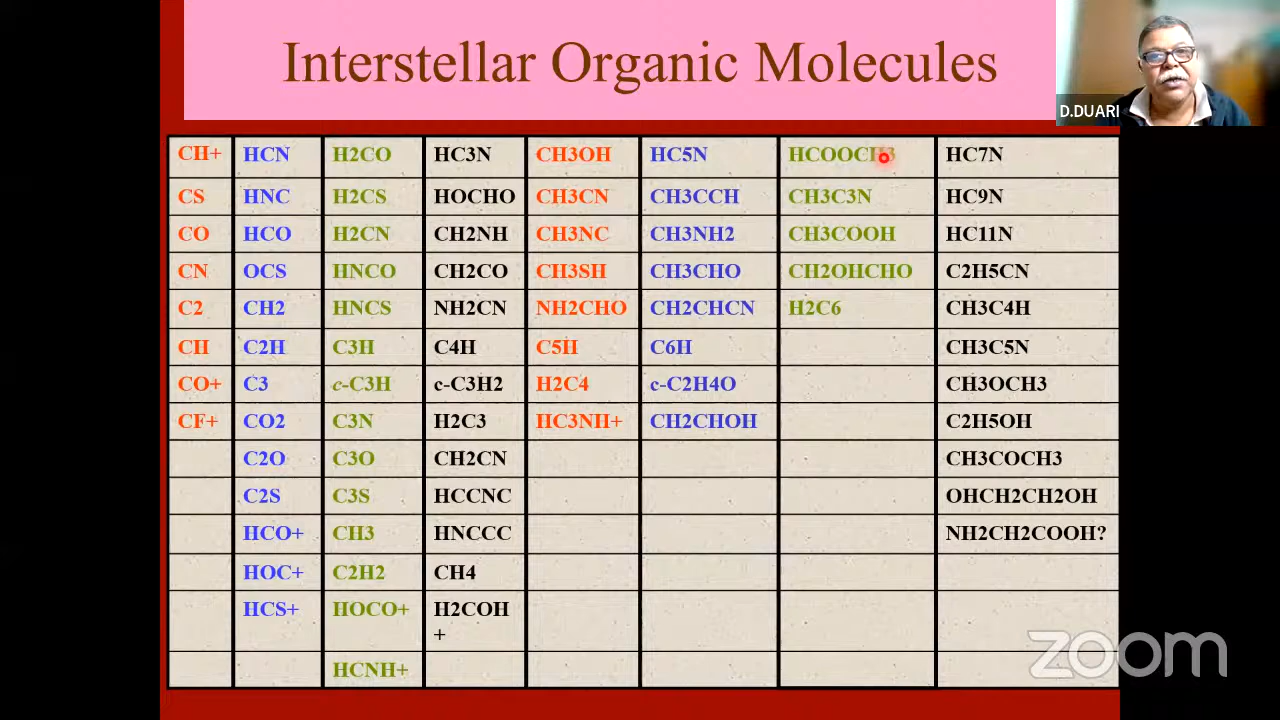 Interstellar Organic Molecules
D.DUARI
CH+ HCN H2CO HC3N CH3OH HC5N HCOOCH3 HC7N
CS HNC H2CS HOCHO CH3CN CH3CCH CH3C3N HC9N
CO HCO H2CN CH2NH CH3NC CH3NH2 CH3COOH HC11N
CN OCS HNCO CH2CO CH3SH CH3CHO CH2OHCHO C2H5CN
C2 CH2 HNCS NH2CN NH2CHO CH2CHCN H2C6 CH3C4H
CH C2H C3H C4H C5H C6H CH3C5N
CO+ C3 c-C3H c-C3H2 H2C4 c-C2H4O CH3OCH3
CF+ CO2 C3N H2C3 HC3NH+ CH2CHOH C2H5OH
C2O C3O CH2CN CH3COCH3
C2S C3S HCCNC OHCH2CH2OH
HCO+ CH3 HNCCC NH2CH2COOH?
HOC+ C2H2 CH4
HCS+ HOCO+ H2COH
+
HCNH+
zoom